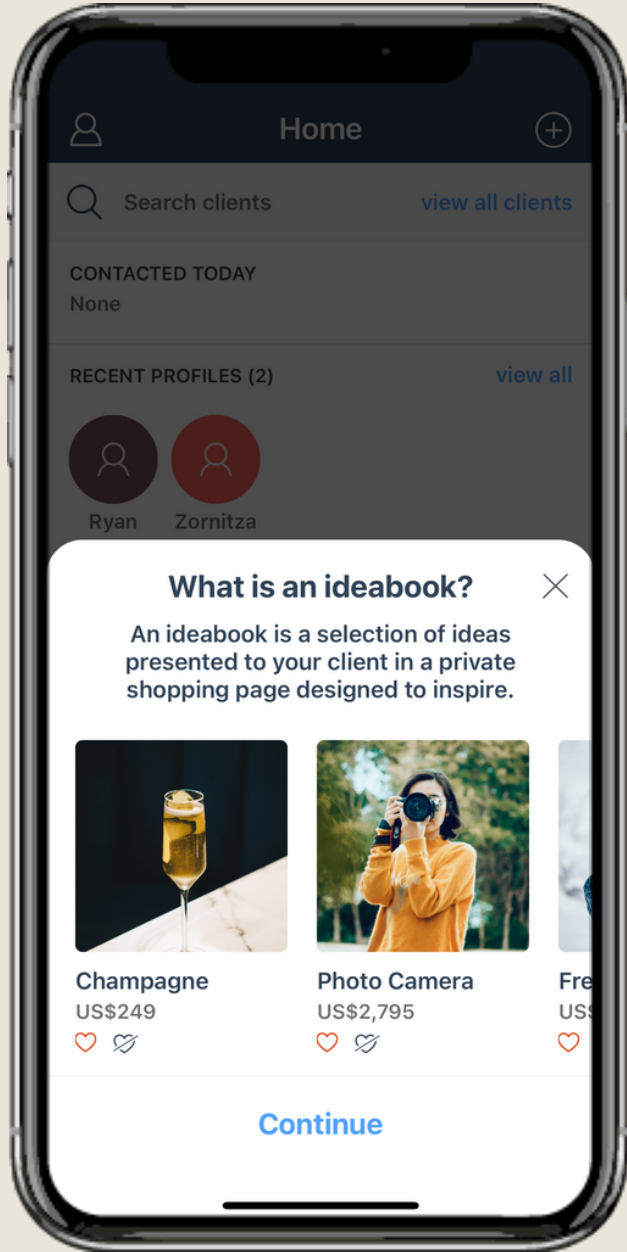 Home
Search clients view all clients
CONTACTED TODAY
None
RECENT PROFILES (2) view all
Ryan Zornitza
What is an ideabook?
An ideabook is a selection of ideas
presented to your client in a private
shopping page designed to inspire.
Champagne Photo Camera Fre
US$249 US$2,795 US$
Continue